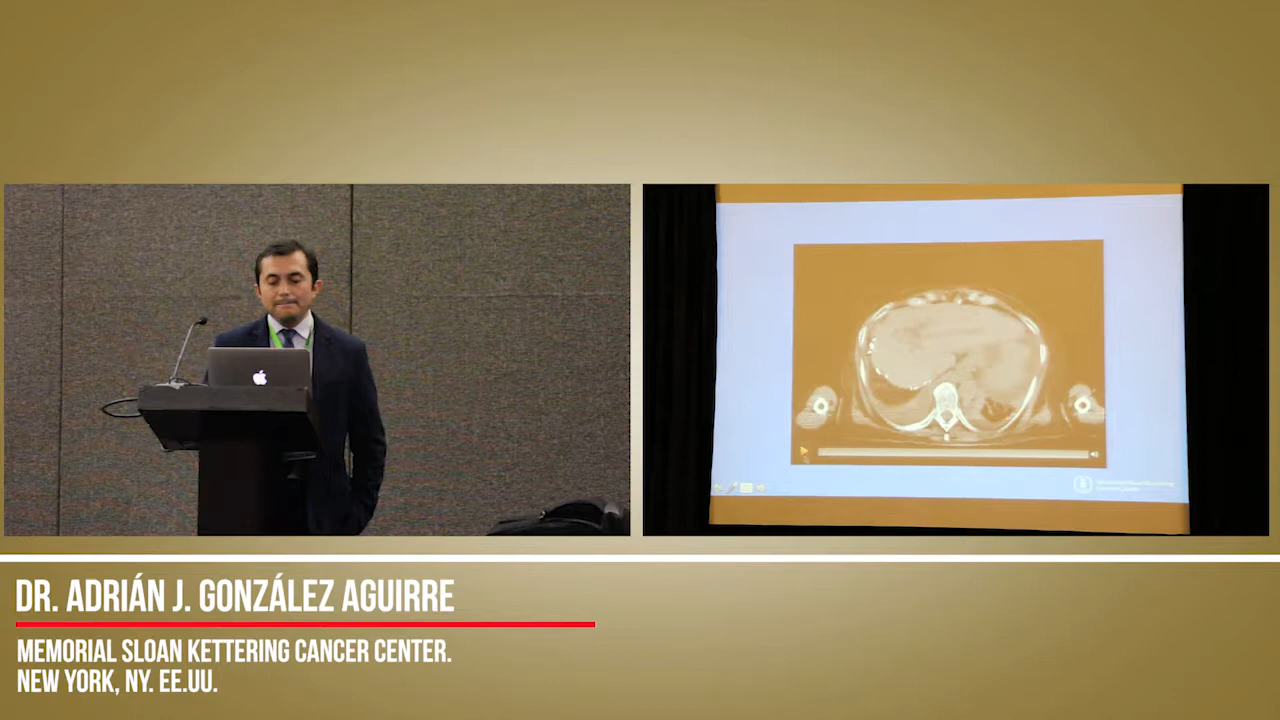 DR. ADRIÁN J. GONZÁLEZ AGUIRRE
MEMORIAL SLOAN KETTERING CANCER CENTER.
NEW YORK, NY. EE.UU.